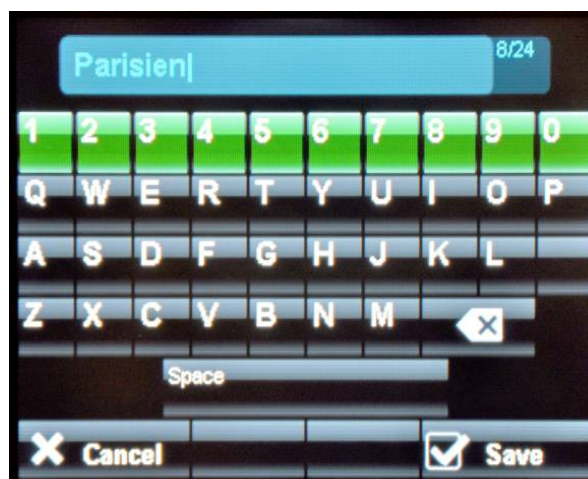 Parisien
8/24
1 2 3 4 5 6 7 8 9 0
Q W E R T Y U I O P
A S D F G H J K L
Z X C V B N M
Space
Cancel Save